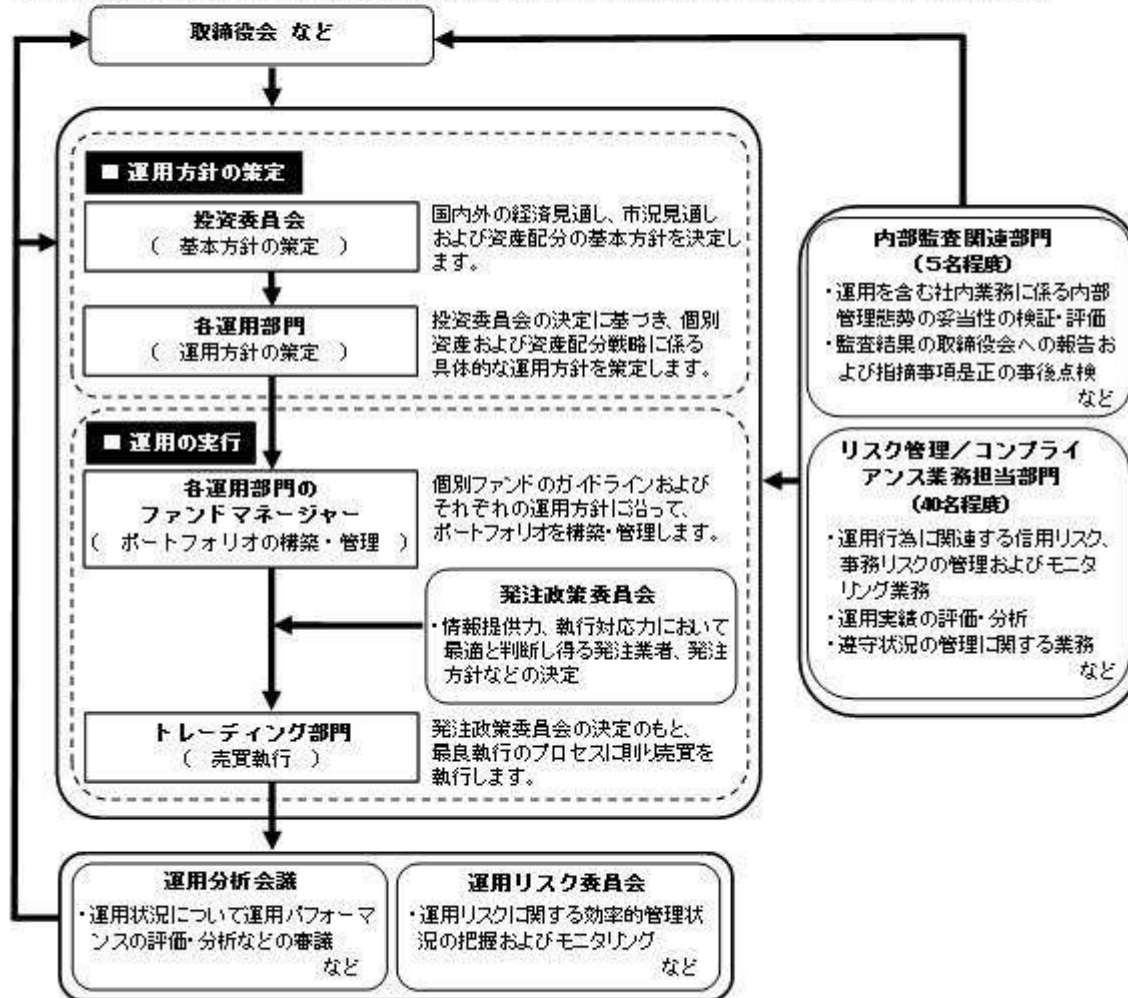 取締役会 など
■ 運用方針の策定
投資委員会
( 基本方針の策定 )
国内外の経済見通し、市況見通し
および資産配分の基本方針を決定し
ます。
各運用部門
( 運用方針の策定 )
投資委員会の決定に基づき、個別
資産および資産配分戦略に係る
具体的な運用方針を策定します。
■ 運用の実行
各運用部門の
ファンドマネージャー
( ポートフォリオの構築・管理 )
個別ファンドのガイドラインおよび
それぞれの運用方針に沿って、
ポートフォリオを構築・管理します。
発注政策委員会
・情報提供力、執行対応力において
最適と判断し得る発注業者、発注
方針などの決定
トレーディング部門
( 売買執行 )
発注政策委員会の決定のもと、
最良執行のプロセスに則り売買を
執行します。
内部監査関連部門
(5名程度)
・運用を含む社内業務に係る内部
管理態勢の妥当性の検証・評価
・監査結果の取締役会への報告お
よび指摘事項是正の事後点検
など
リスク管理/コンプライ
アンス業務担当部門
(40名程度)
・運用行為に関連する信用リスク、
事務リスクの管理およびモニタ
リング業務
・運用実績の評価・分析
・遵守状況の管理に関する業務
など
運用分析会議
・運用状況について運用パフォーマ
ンスの評価・分析などの審議
など
運用リスク委員会
・運用リスクに関する効率的管理状
況の把握およびモニタリング
など